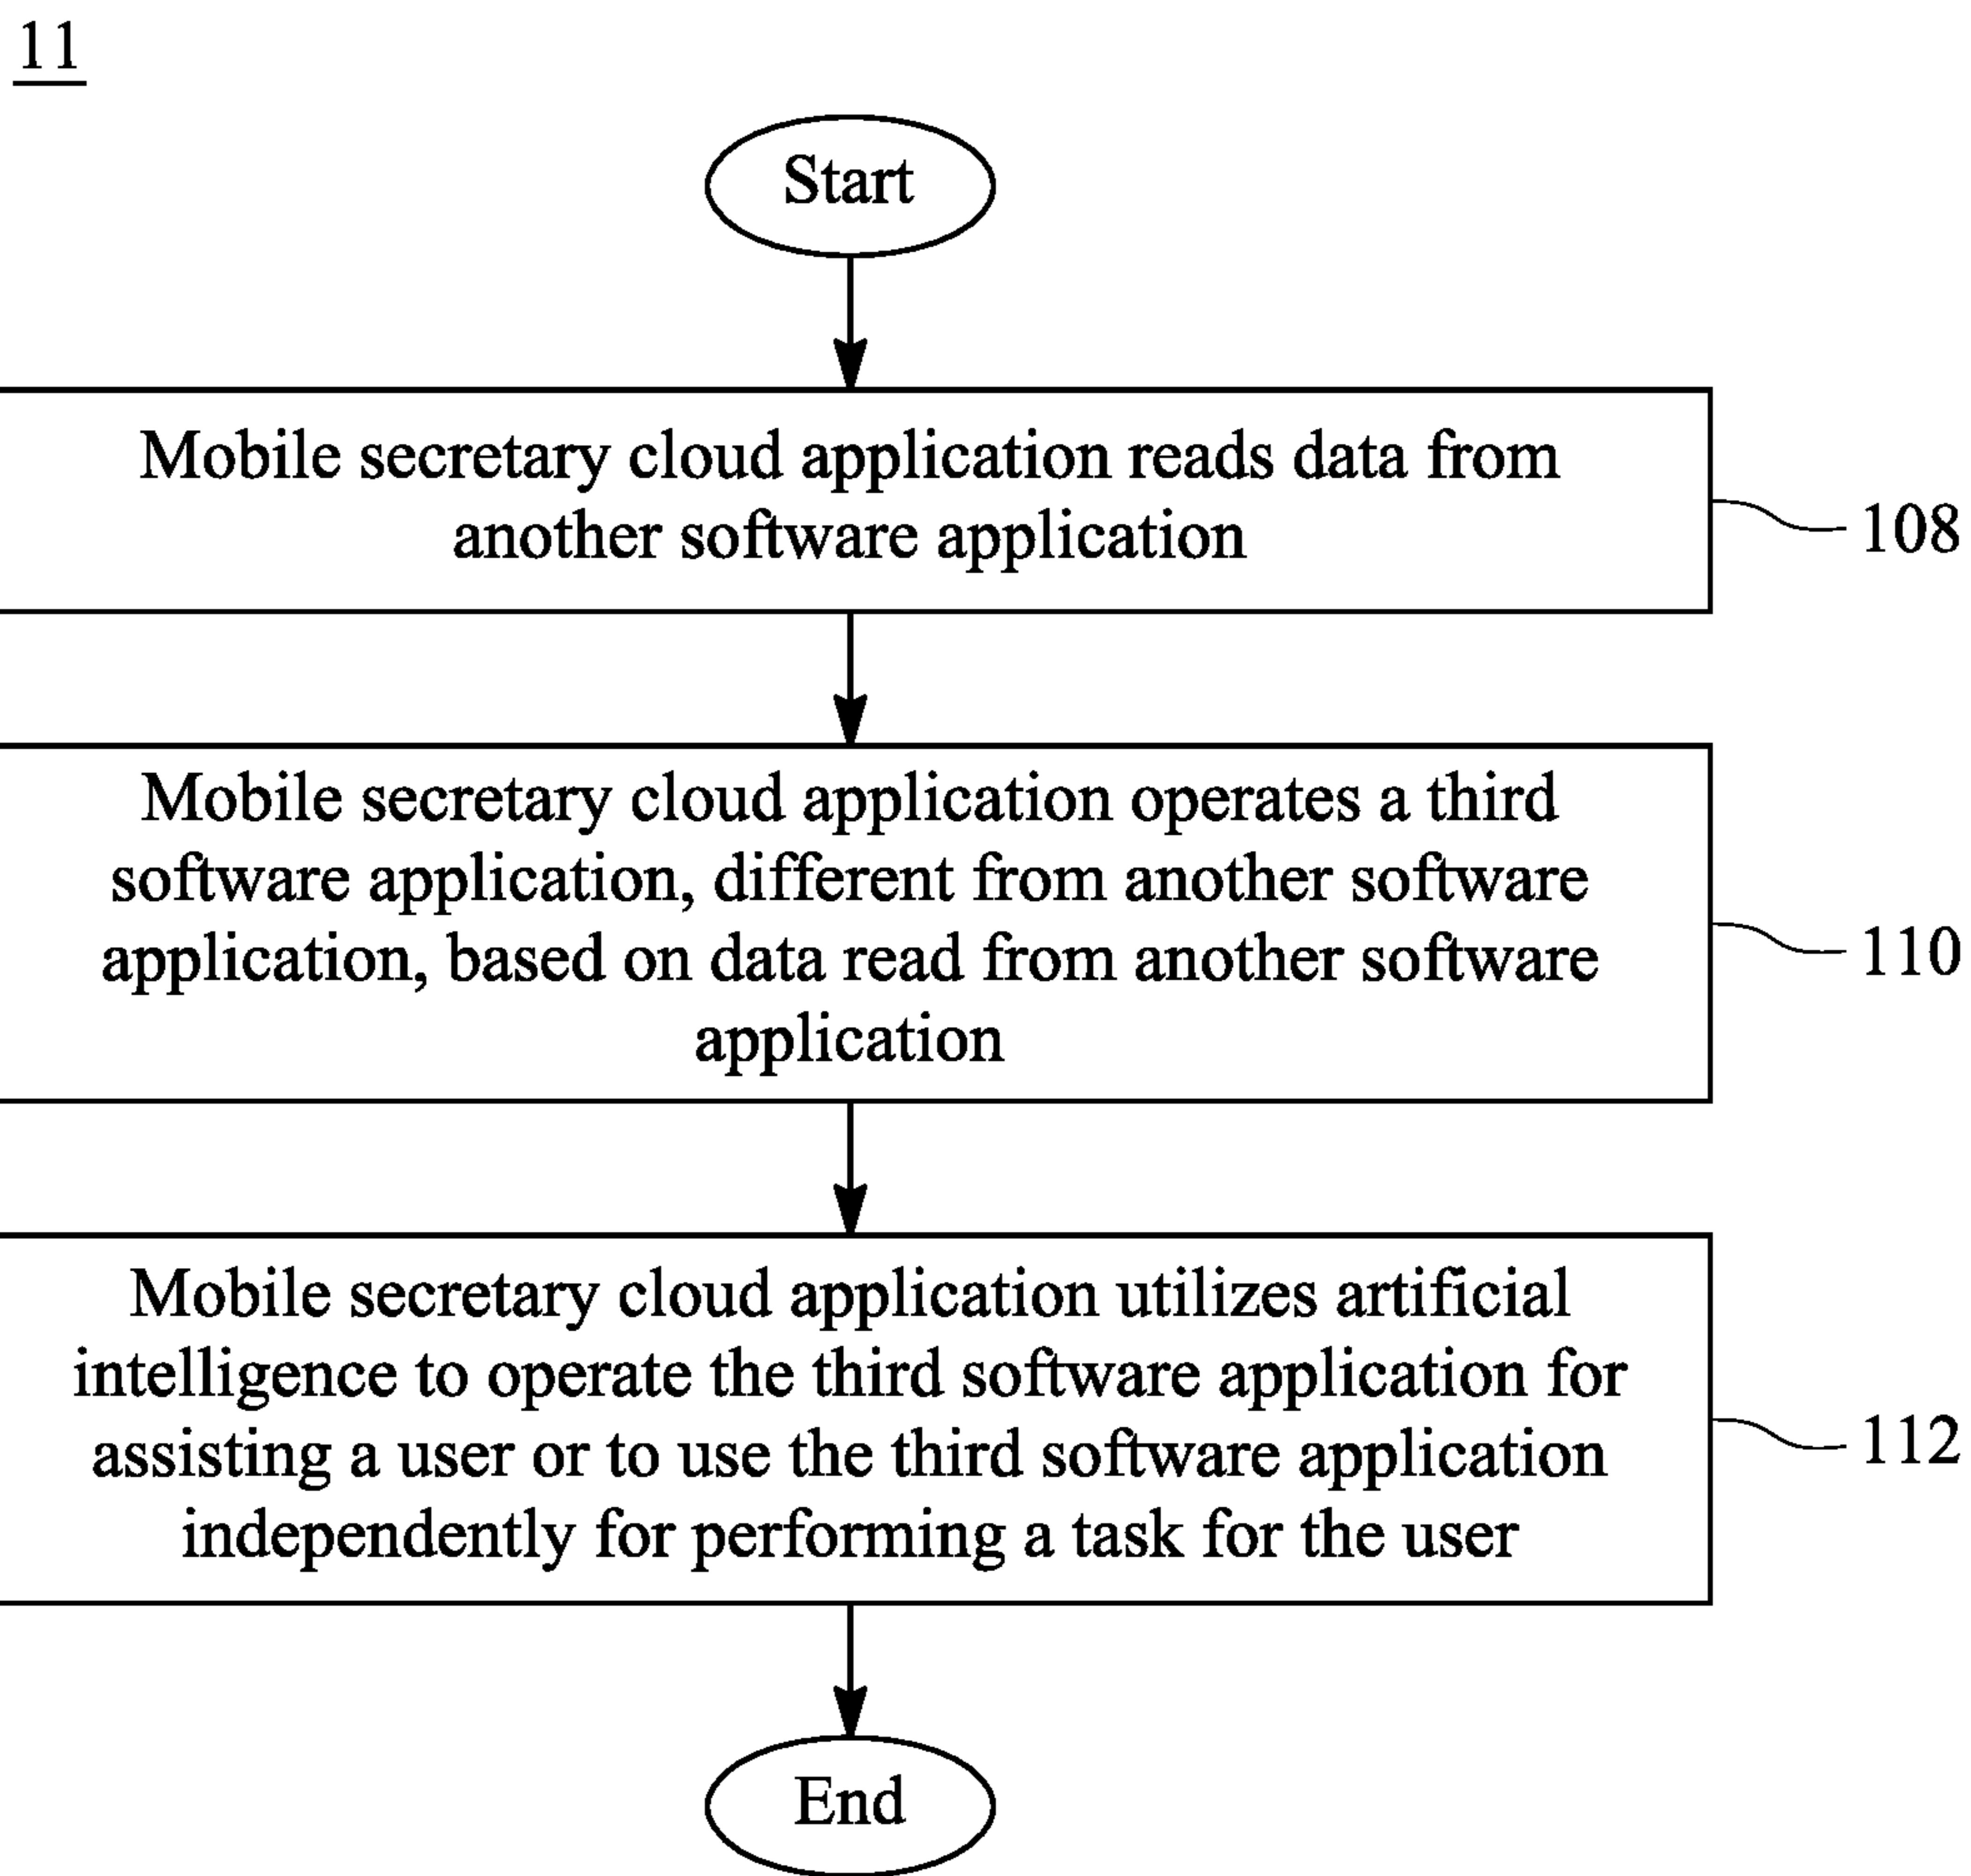 11
Start
Mobile secretary cloud application reads data from
another software application
108
Mobile secretary cloud application operates a third
software application, different from another software
application, based on data read from another software
application
110
Mobile secretary cloud application utilizes artificial
intelligence to operate the third software application for
assisting a user or to use the third software application
independently for performing a task for the user
112
End